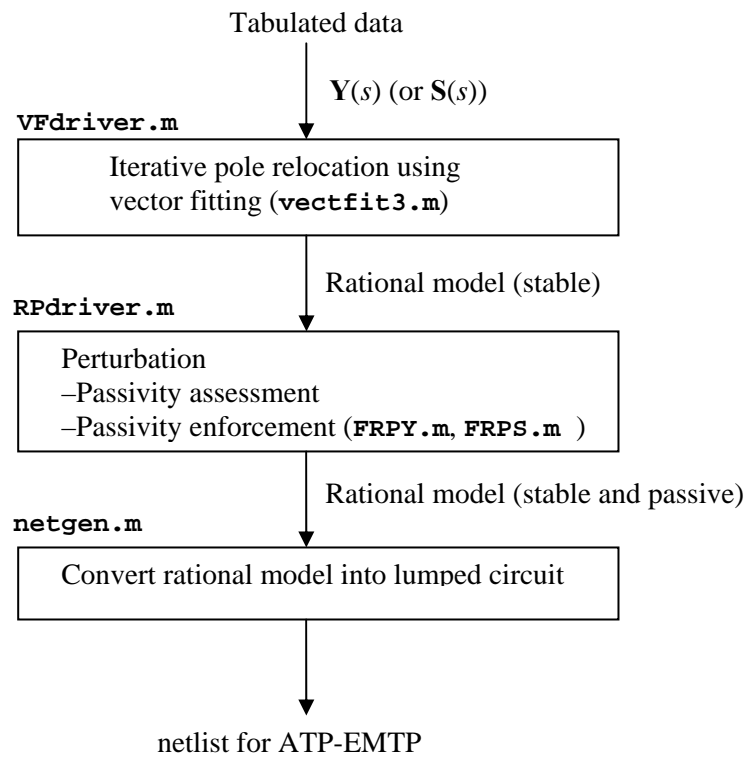 Tabulated data
Y(s) (or S(s))
VFdriver.m
Iterative pole relocation using
vector fitting (vectfit3.m)
Rational model (stable)
RPdriver.m
Perturbation
–Passivity assessment
–Passivity enforcement (FRPY.m, FRPS.m )
Rational model (stable and passive)
netgen.m
Convert rational model into lumped circuit
netlist for ATP-EMTP